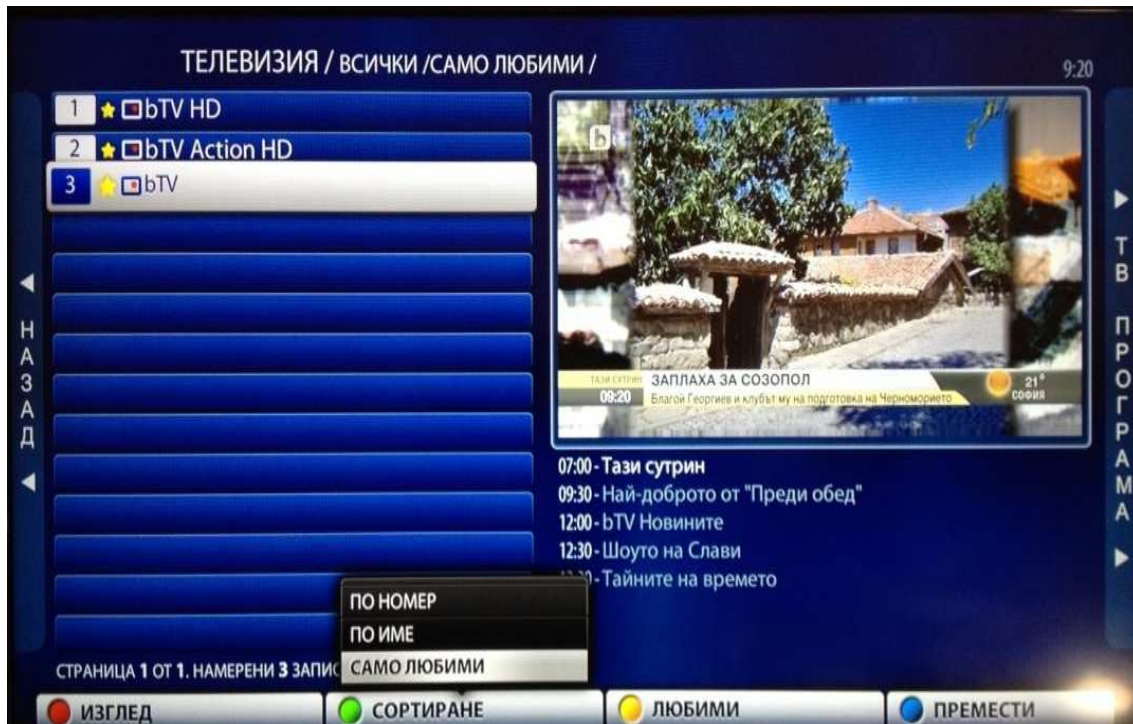 ТЕЛЕВИЗИЯ / ВСИЧКИ /САМО ЛЮБИМИ /
9:20
1 bTV HD
2 bTV Action HD
3 bTV
НАЗАД
ТВ ПРОГРАМА
b
ТАЗИ СУТРИН ЗАПЛАХА ЗА СОЗОПОЛ
09:20 Благой Георгиев и клубът му на подготовка на Черноморието
21°
СОФИЯ
07:00 - Тази сутрин
09:30 - Най-доброто от "Преди обед"
12:00 - bTV Новините
12:30 - Шоуто на Слави
- Тайните на времето
ПО НОМЕР
ПО ИМЕ
САМО ЛЮБИМИ
СТРАНИЦА 1 ОТ 1. НАМЕРЕНИ 3
ИЗГЛЕД
СОРТИРАНЕ
ЛЮБИМИ
ПРЕМЕСТИ